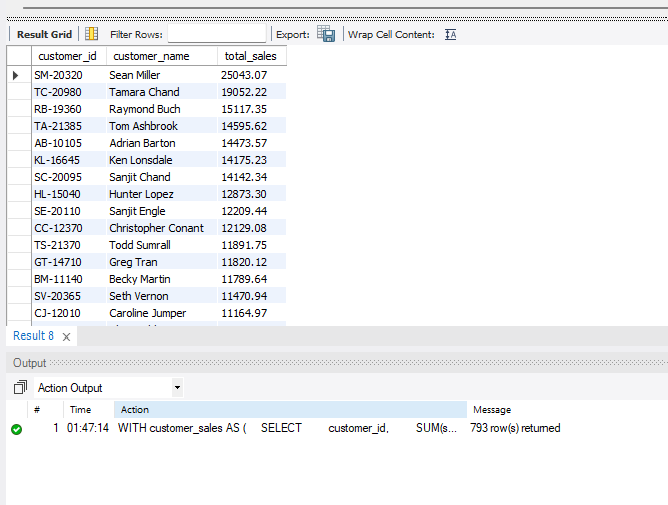 Result Grid Filter Rows: Export: Wrap Cell Content:
customer_id customer_name total_sales
SM-20320 Sean Miller 25043.07
TC-20980 Tamara Chand 19052.22
RB-19360 Raymond Buch 15117.35
TA-21385 Tom Ashbrook 14595.62
AB-10105 Adrian Barton 14473.57
KL-16645 Ken Lonsdale 14175.23
SC-20095 Sanjit Chand 14142.34
HL-15040 Hunter Lopez 12873.30
SE-20110 Sanjit Engle 12209.44
CC-12370 Christopher Conant 12129.08
TS-21370 Todd Sumrall 11891.75
GT-14710 Greg Tran 11820.12
BM-11140 Becky Martin 11789.64
SV-20365 Seth Vernon 11470.94
CJ-12010 Caroline Jumper 11164.97
Result 8
Output
Action Output
# Time Action Message
1 01:47:14 WITH customer_sales AS ( SELECT customer_id, SUM(s... 793 row(s) returned